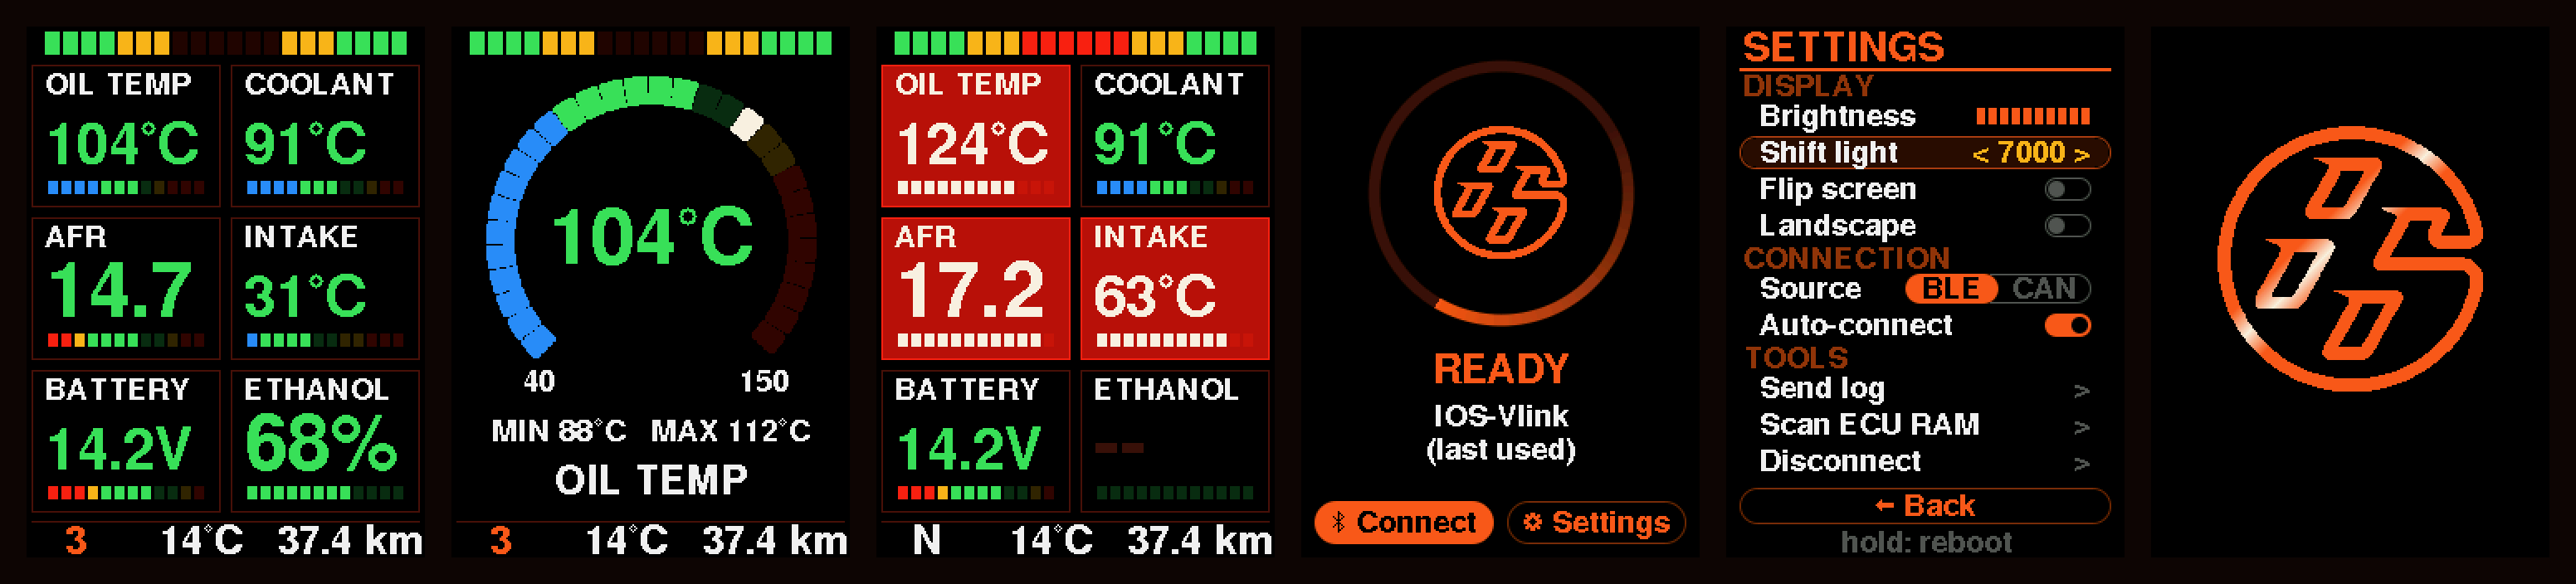 OIL TEMP COOLANT
104°C 91°C
AFR INTAKE
14.7 31°C
BATTERY ETHANOL
14.2V 68%
3 14°C 37.4 km
104°C
40 150
MIN 88°C MAX 112°C
OIL TEMP
3 14°C 37.4 km
OIL TEMP COOLANT
124°C 91°C
AFR INTAKE
17.2 63°C
BATTERY ETHANOL
14.2V --
N 14°C 37.4 km
READY
IOS-Vlink
(last used)
Connect Settings
SETTINGS
DISPLAY
Brightness
Shift light < 7000 >
Flip screen
Landscape
CONNECTION
Source BLE CAN
Auto-connect
TOOLS
Send log >
Scan ECU RAM >
Disconnect >
← Back
hold: reboot